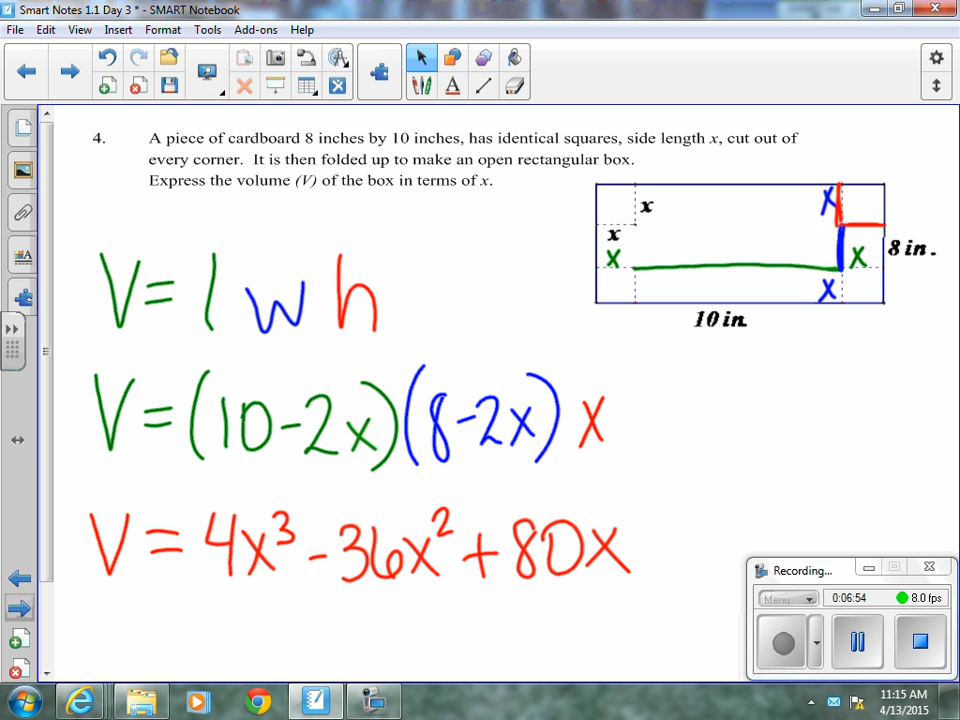 Smart Notes 1.1 Day 3 * - SMART Notebook
File Edit View Insert Format Tools Add-ons Help
4. A piece of cardboard 8 inches by 10 inches, has identical squares, side length x, cut out of
every corner. It is then folded up to make an open rectangular box.
Express the volume (V) of the box in terms of x.
x
X
x
X
X
8 in.
X
10 in.
V = l w h
V = (10-2x)(8-2x) x
V = 4x³ - 36x² + 80x
Recording...
Menu
0:06:54
8.0 fps
11:15 AM
4/13/2015